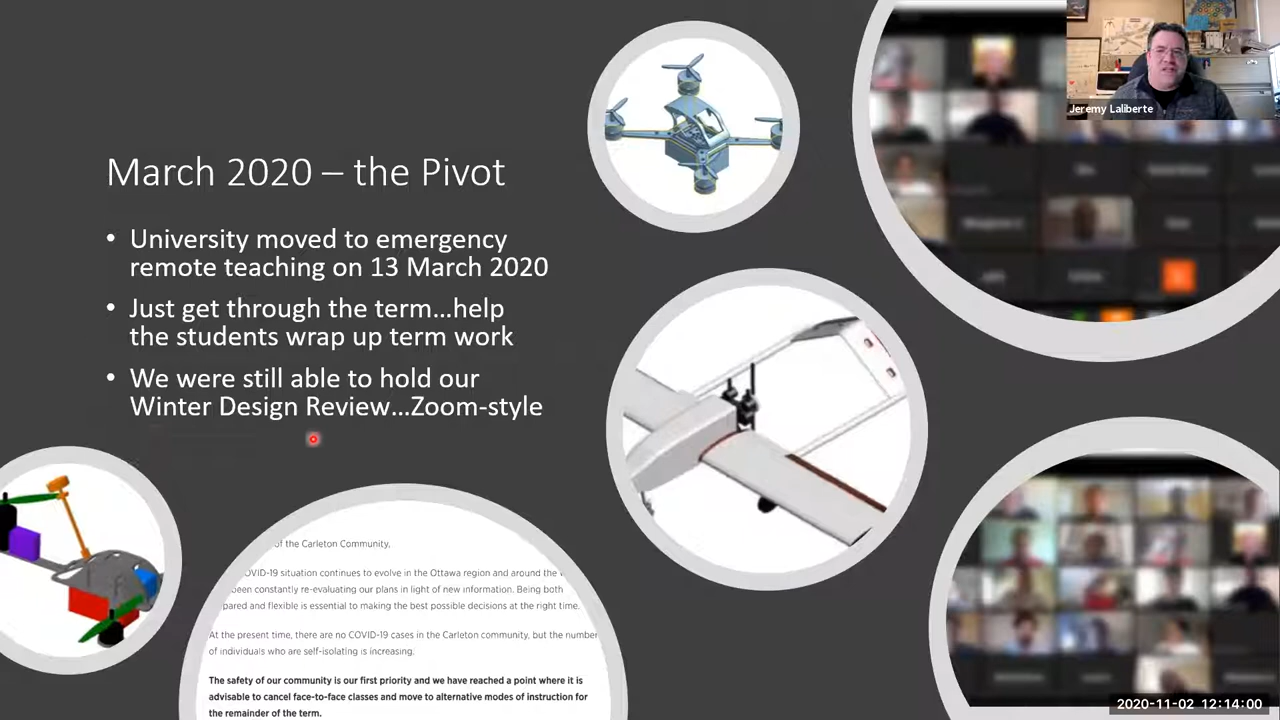 Jeremy Laliberte
March 2020 – the Pivot
• University moved to emergency
remote teaching on 13 March 2020
• Just get through the term...help
the students wrap up term work
• We were still able to hold our
Winter Design Review...Zoom-style
of the Carleton Community,
OVID-19 situation continues to evolve in the Ottawa region and around the
been constantly re-evaluating our plans in light of new information. Being both
pared and flexible is essential to making the best possible decisions at the right time.
At the present time, there are no COVID-19 cases in the Carleton community, but the number
of individuals who are self-isolating is increasing.
The safety of our community is our first priority and we have reached a point where it is
advisable to cancel face-to-face classes and move to alternative modes of instruction for
the remainder of the term.
2020-11-02 12:14:00